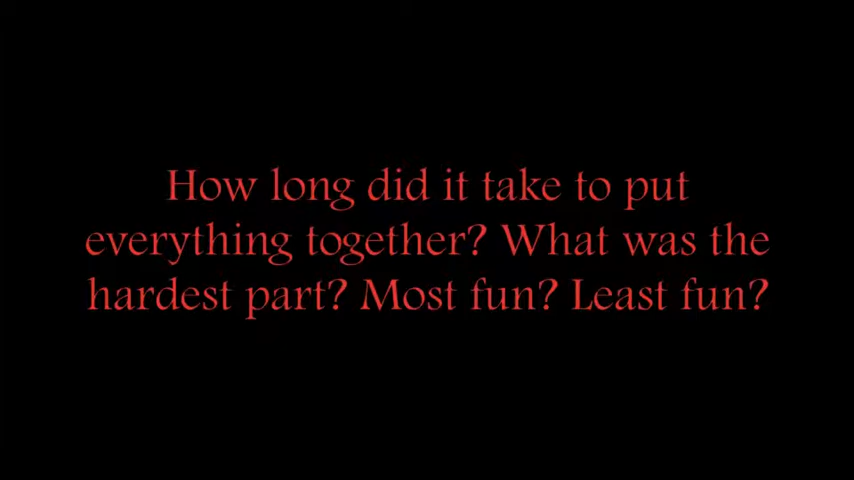 How long did it take to put
everything together? What was the
hardest part? Most fun? Least fun?